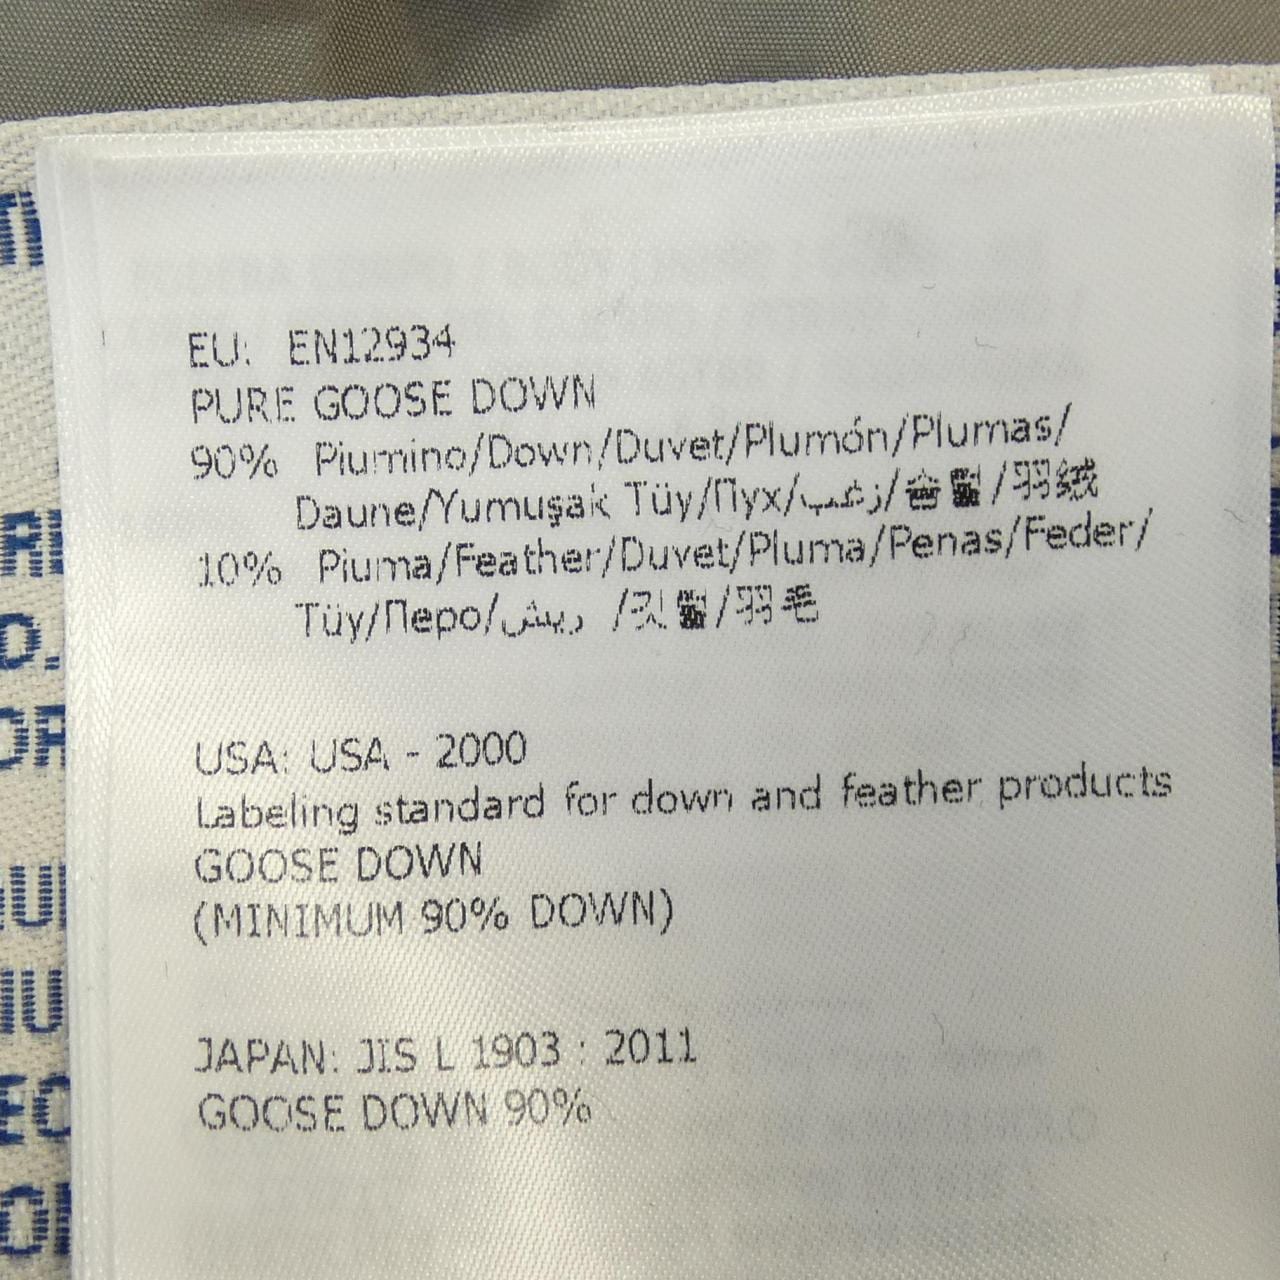 EU: EN12934
PURE GOOSE DOWN
90% Piumino/Down/Duvet/Plumón/Plumas/
Daune/Yumuşak Tüy/Пух/زغب/솜털/羽绒
10% Piuma/Feather/Duvet/Pluma/Penas/Feder/
Tüy/Перо/ريش /깃털/羽毛
USA: USA - 2000
Labeling standard for down and feather products
GOOSE DOWN
(MINIMUM 90% DOWN)
JAPAN: JIS L 1903 : 2011
GOOSE DOWN 90%